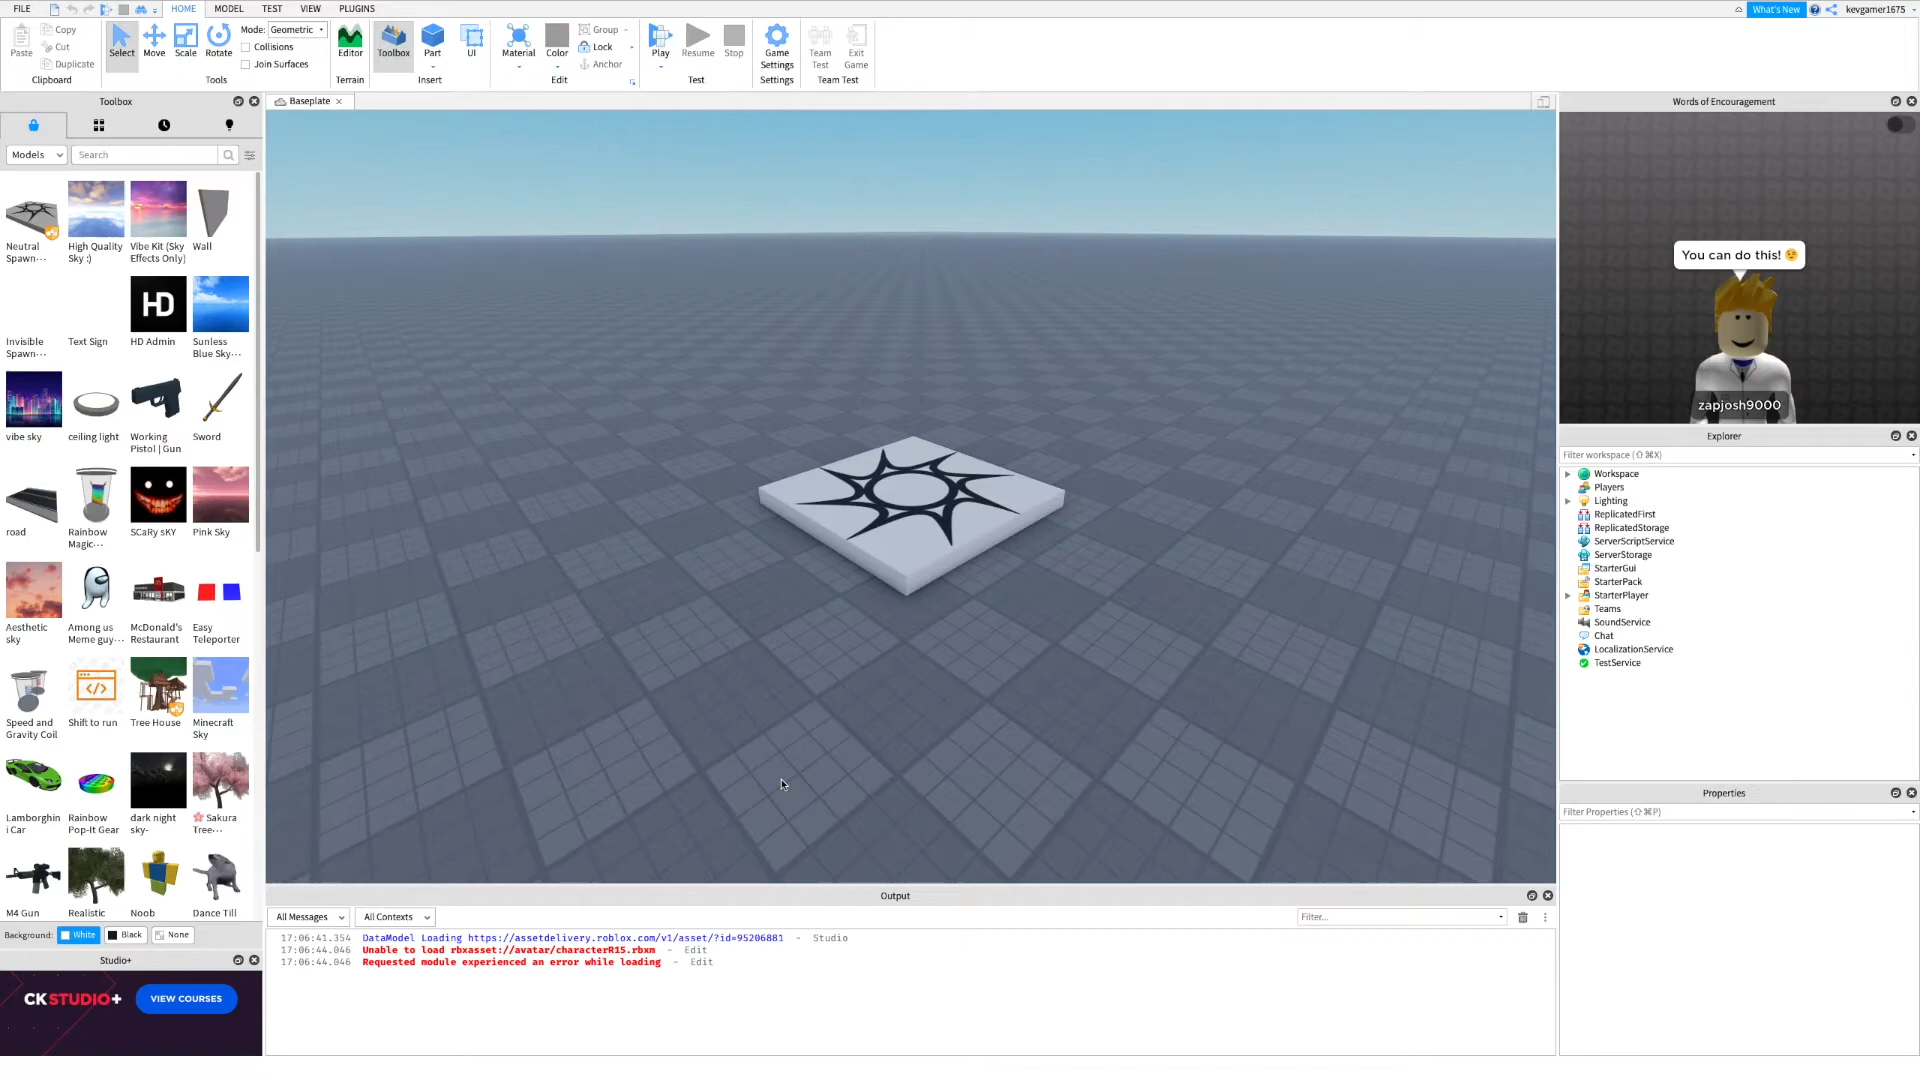 FILE
HOME
MODEL
TEST
VIEW
PLUGINS
What's New
kevgamer1675
Paste
Copy
Cut
Duplicate
Clipboard
Select
Move
Scale
Rotate
Mode: Geometric
Collisions
Join Surfaces
Tools
Editor
Terrain
Toolbox
Part
UI
Insert
Material
Color
Group
Lock
Anchor
Edit
Play
Resume
Stop
Test
Game Settings
Settings
Team Test
Exit Game
Team Test
Toolbox
Models
Search
Neutral Spawn···
High Quality Sky :)
Vibe Kit (Sky Effects Only)
Wall
Invisible Spawn···
Text Sign
HD
HD Admin
Sunless Blue Sky···
vibe sky
ceiling light
Working Pistol | Gun
Sword
road
Rainbow Magic···
SCaRy sKY
Pink Sky
Aesthetic sky
Among us Meme guy···
McDonald's Restaurant
Easy Teleporter
Speed and Gravity Coil
Shift to run
Tree House
Minecraft Sky
Lamborghini Car
Rainbow Pop-It Gear
dark night sky-
🌸 Sakura Tree···
M4 Gun
Realistic
Noob
Dance Till
Background: White Black None
Studio+
CKSTUDIO+
VIEW COURSES
Baseplate
Output
All Messages
All Contexts
Filter...
17:06:41.354 DataModel Loading https://assetdelivery.roblox.com/v1/asset/?id=95206881 - Studio
17:06:44.046 Unable to load rbxasset://avatar/characterR15.rbxm - Edit
17:06:44.046 Requested module experienced an error while loading - Edit
Words of Encouragement
You can do this! 😉
zapjosh9000
Explorer
Filter workspace (⇧⌘X)
Workspace
Players
Lighting
ReplicatedFirst
ReplicatedStorage
ServerScriptService
ServerStorage
StarterGui
StarterPack
StarterPlayer
Teams
SoundService
Chat
LocalizationService
TestService
Properties
Filter Properties (⇧⌘P)